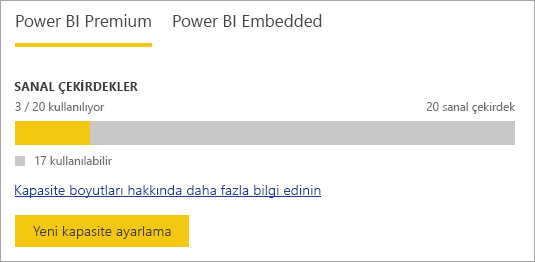 Power BI Premium Power BI Embedded
SANAL ÇEKİRDEKLER
3 / 20 kullanılıyor 20 sanal çekirdek
17 kullanılabilir
Kapasite boyutları hakkında daha fazla bilgi edinin
Yeni kapasite ayarlama